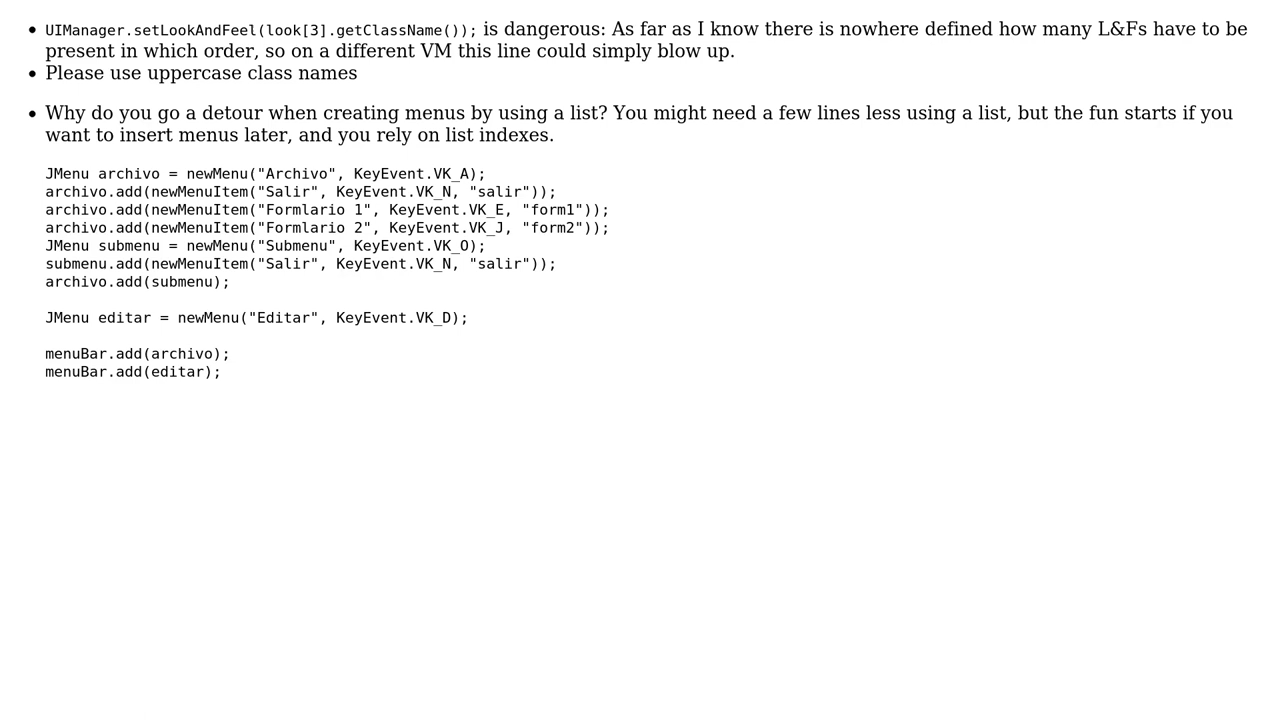 UIManager.setLookAndFeel(look[3].getClassName()); is dangerous: As far as I know there is nowhere defined how many L&Fs have to be
present in which order, so on a different VM this line could simply blow up.
Please use uppercase class names
Why do you go a detour when creating menus by using a list? You might need a few lines less using a list, but the fun starts if you
want to insert menus later, and you rely on list indexes.
JMenu archivo = newMenu("Archivo", KeyEvent.VK_A);
archivo.add(newMenuItem("Salir", KeyEvent.VK_N, "salir"));
archivo.add(newMenuItem("Formlario 1", KeyEvent.VK_E, "form1"));
archivo.add(newMenuItem("Formlario 2", KeyEvent.VK_J, "form2"));
JMenu submenu = newMenu("Submenu", KeyEvent.VK_O);
submenu.add(newMenuItem("Salir", KeyEvent.VK_N, "salir"));
archivo.add(submenu);
JMenu editar = newMenu("Editar", KeyEvent.VK_D);
menuBar.add(archivo);
menuBar.add(editar);